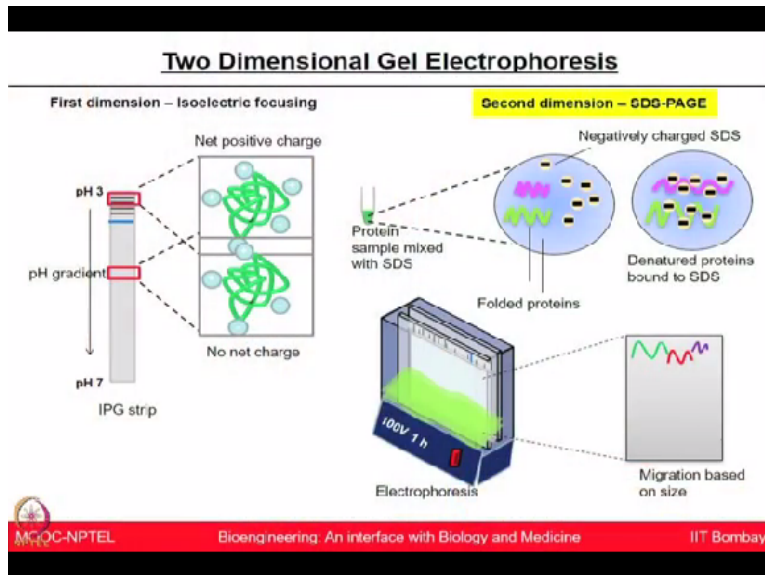 Two Dimensional Gel Electrophoresis
First dimension – Isoelectric focusing
Second dimension – SDS-PAGE
Net positive charge
Negatively charged SDS
pH 3
pH gradient
pH 7
IPG strip
No net charge
Protein
sample mixed
with SDS
Folded proteins
Denatured proteins
bound to SDS
100V 1 h
Electrophoresis
Migration based
on size
MOOC-NPTEL
Bioengineering: An interface with Biology and Medicine
IIT Bombay